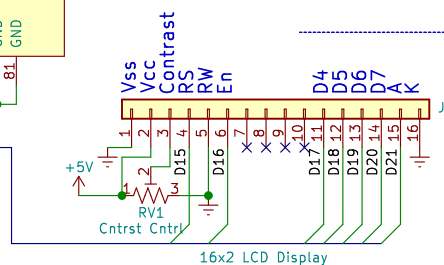 GND
GND
81
Vss
Vcc
Contrast
RS
RW
En
D4
D5
D6
D7
A
K
J
1
2
3
4
5
6
7
8
9
10
11
12
13
14
15
16
D15
D16
D17
D18
D19
D20
D21
+5V
1
2
3
RV1
Cntrst Cntrl
16x2 LCD Display